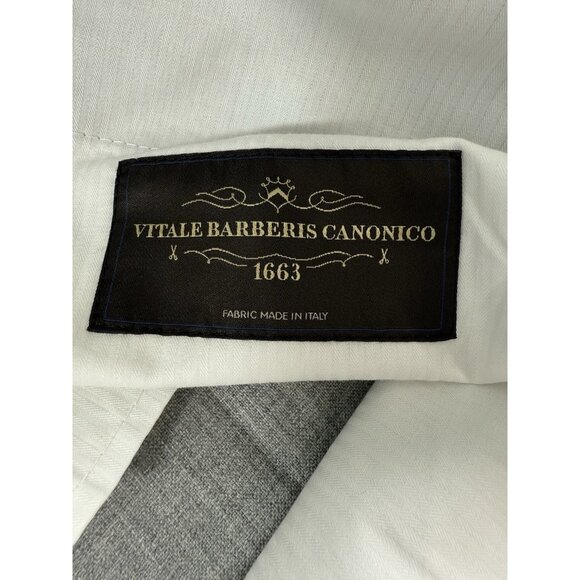 VITALE BARBERIS CANONICO
1663
FABRIC MADE IN ITALY